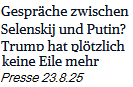 Gespräche zwischen
Selenskij und Putin?
Trump hat plötzlich
keine Eile mehr
Presse 23.8.25